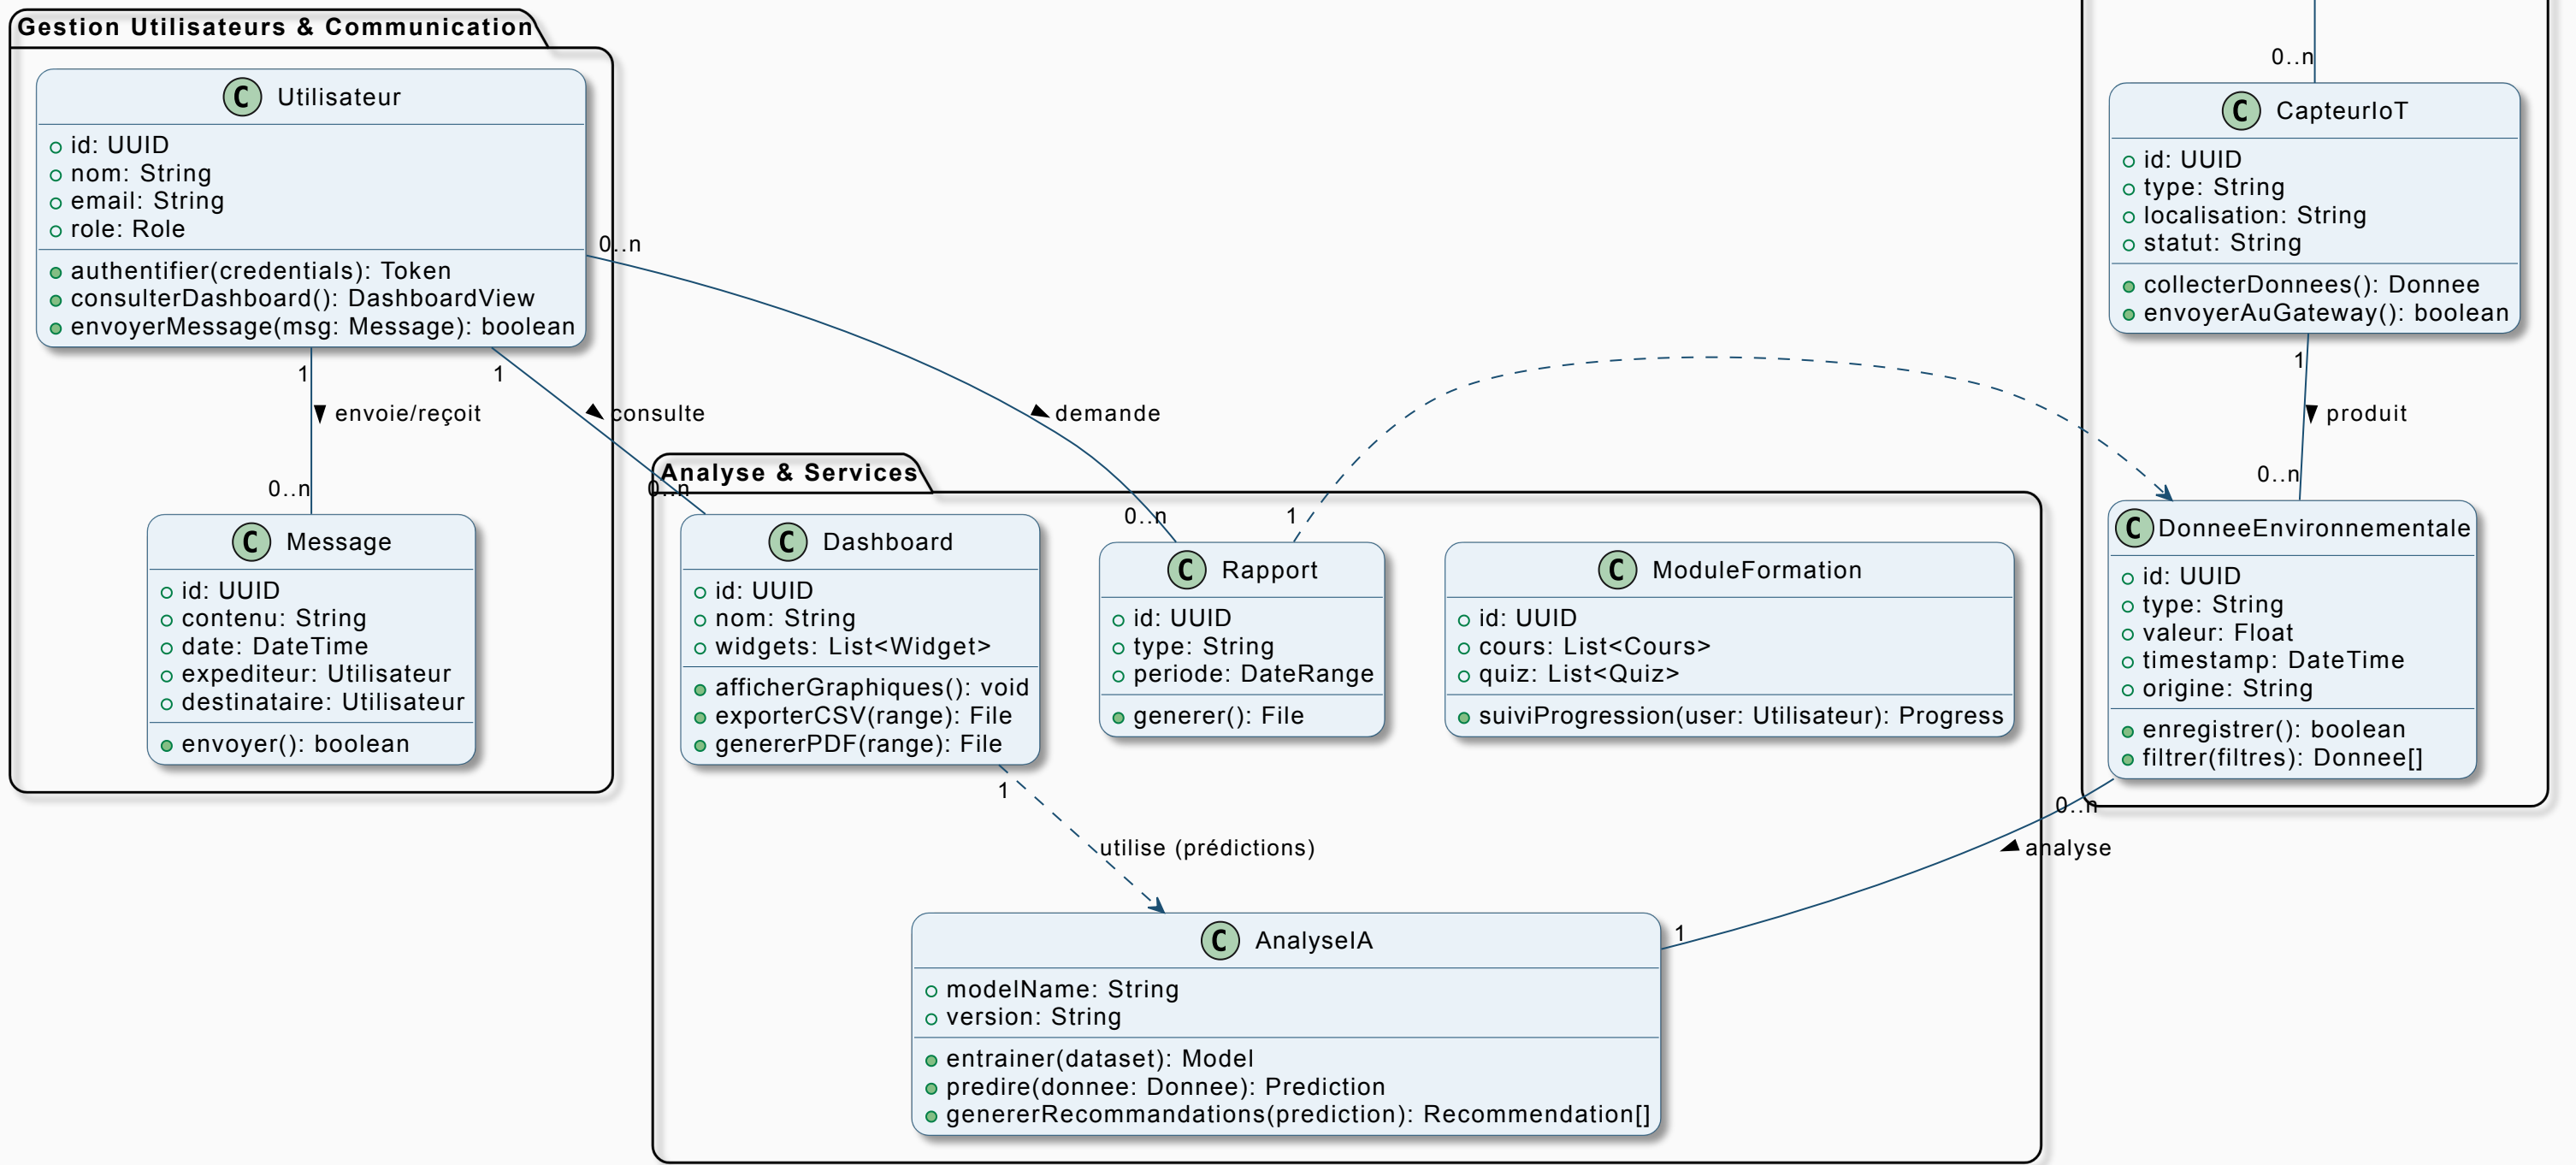 Gestion Utilisateurs & Communication
C Utilisateur
id: UUID
nom: String
email: String
role: Role
authentifier(credentials): Token
consulterDashboard(): DashboardView
envoyerMessage(msg: Message): boolean
0..n
1
1
envoie/reçoit
consulte
demande
0..n
0..n
0..n
1
C Message
id: UUID
contenu: String
date: DateTime
expediteur: Utilisateur
destinataire: Utilisateur
envoyer(): boolean
Analyse & Services
C Dashboard
id: UUID
nom: String
widgets: List<Widget>
afficherGraphiques(): void
exporterCSV(range): File
genererPDF(range): File
C Rapport
id: UUID
type: String
periode: DateRange
generer(): File
C ModuleFormation
id: UUID
cours: List<Cours>
quiz: List<Quiz>
suiviProgression(user: Utilisateur): Progress
1
utilise (prédictions)
C AnalyseIA
modelName: String
version: String
entrainer(dataset): Model
predire(donnee: Donnee): Prediction
genererRecommandations(prediction): Recommendation[]
1
0..n
C CapteurIoT
id: UUID
type: String
localisation: String
statut: String
collecterDonnees(): Donnee
envoyerAuGateway(): boolean
1
produit
0..n
C DonneeEnvironnementale
id: UUID
type: String
valeur: Float
timestamp: DateTime
origine: String
enregistrer(): boolean
filtrer(filtres): Donnee[]
0..n
analyse